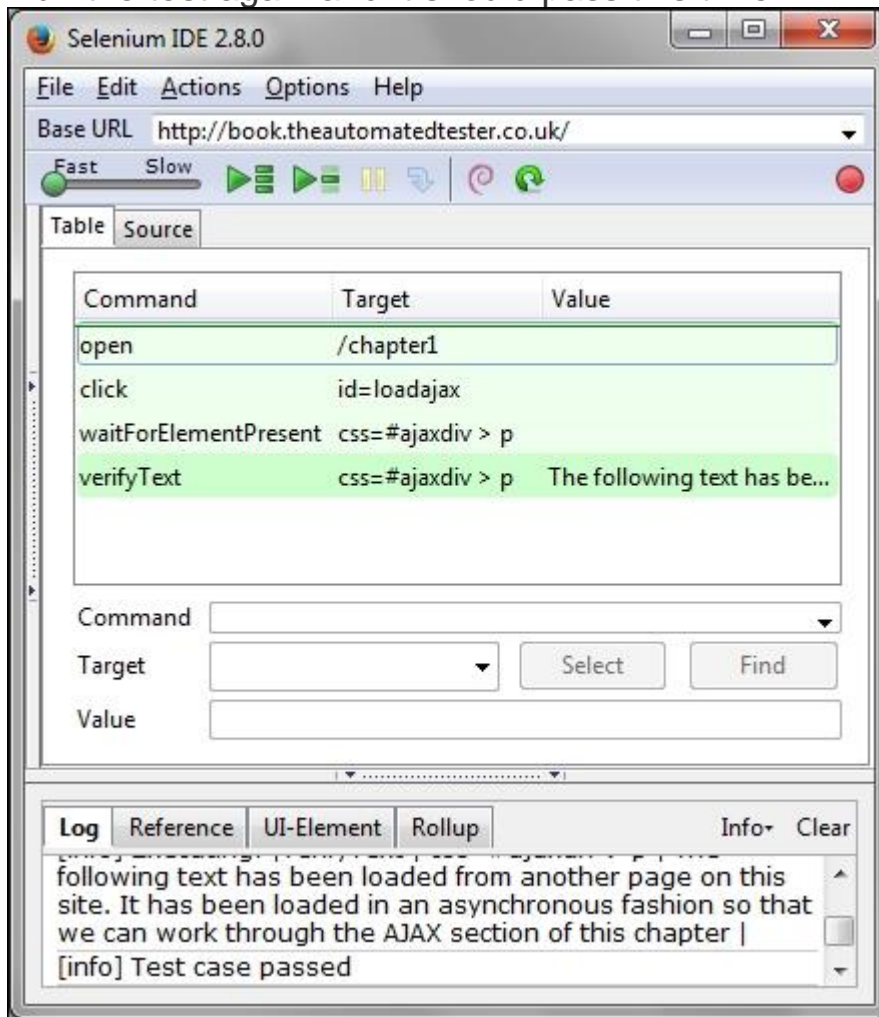 Selenium IDE 2.8.0
File Edit Actions Options Help
Base URL http://book.theautomatedtester.co.uk/
Fast Slow
Table Source
Command Target Value
open /chapter1
click id=loadajax
waitForElementPresent css=#ajaxdiv > p
verifyText css=#ajaxdiv > p The following text has be...
Command
Target Select Find
Value
Log Reference UI-Element Rollup Info Clear
following text has been loaded from another page on this
site. It has been loaded in an asynchronous fashion so that
we can work through the AJAX section of this chapter |
[info] Test case passed